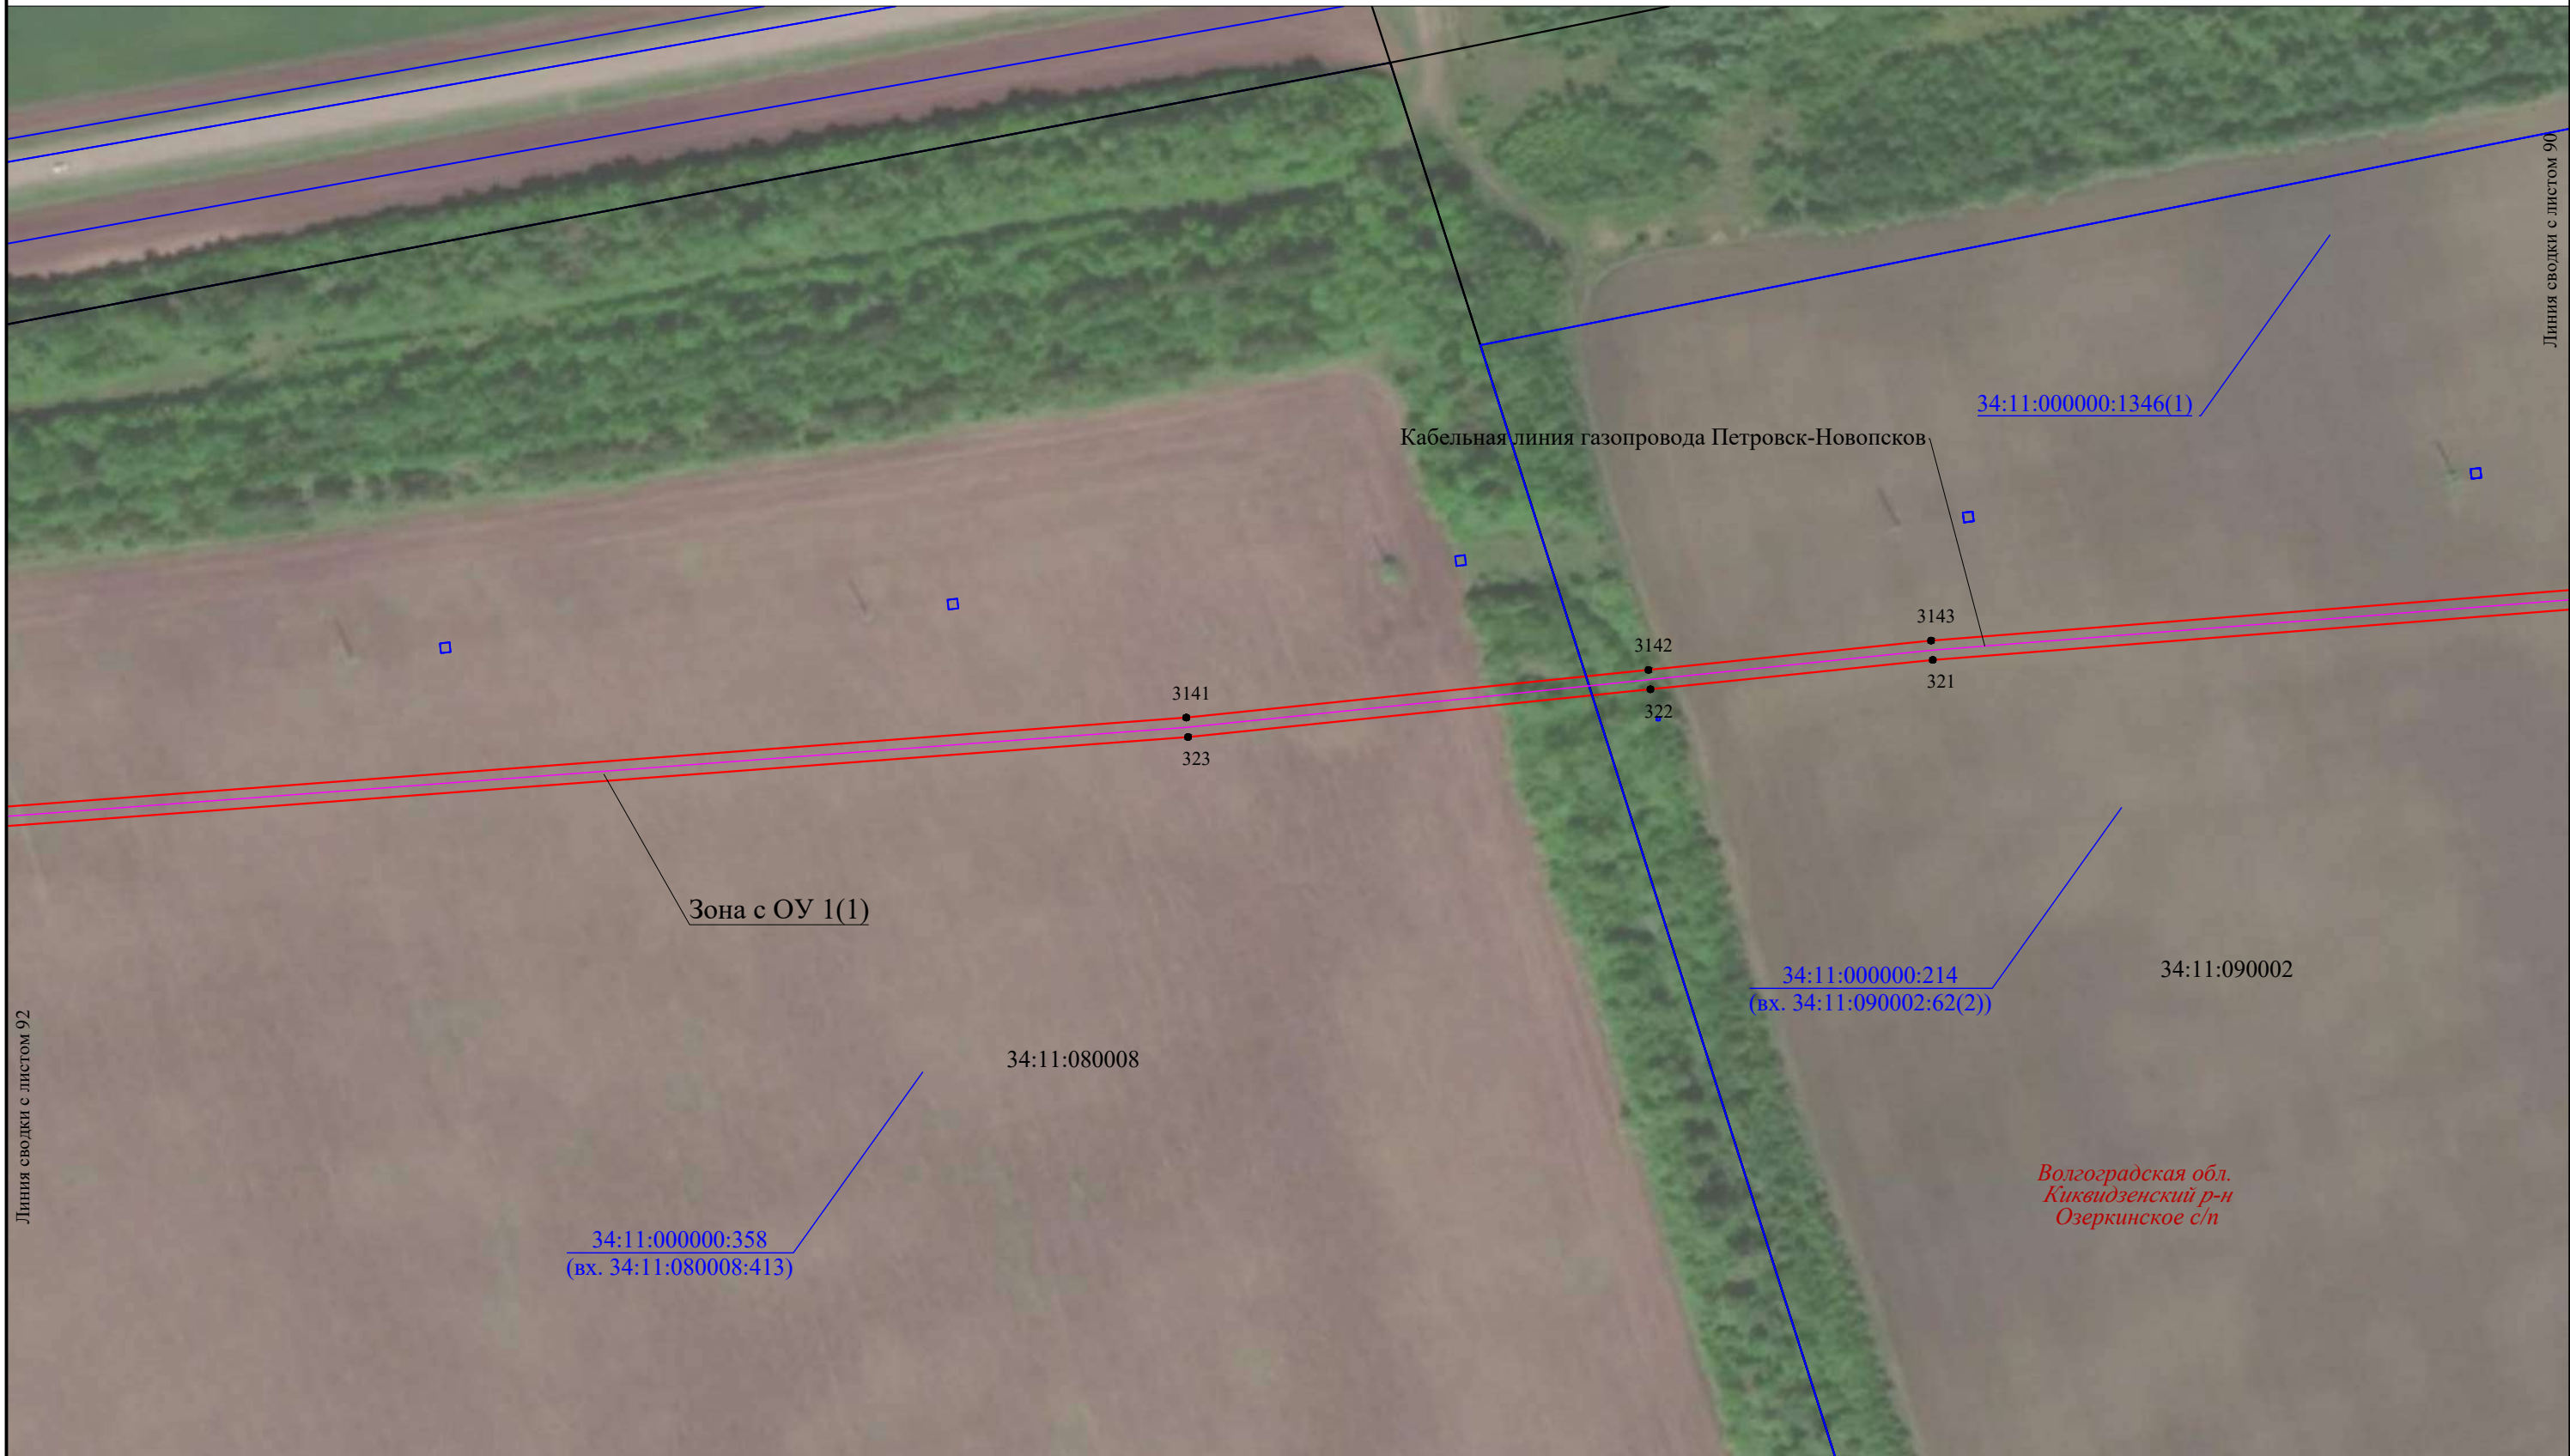 Линия сводки с листом 90
34:11:000000:1346(1)
Кабельная линия газопровода Петровск-Новопсков
3143
3142
321
3141
322
323
Зона с ОУ 1(1)
34:11:090002
34:11:000000:214
(вх. 34:11:090002:62(2))
Линия сводки с листом 92
34:11:080008
Волгоградская обл.
Киквидзенский р-н
Озеркинское с/п
34:11:000000:358
(вх. 34:11:080008:413)